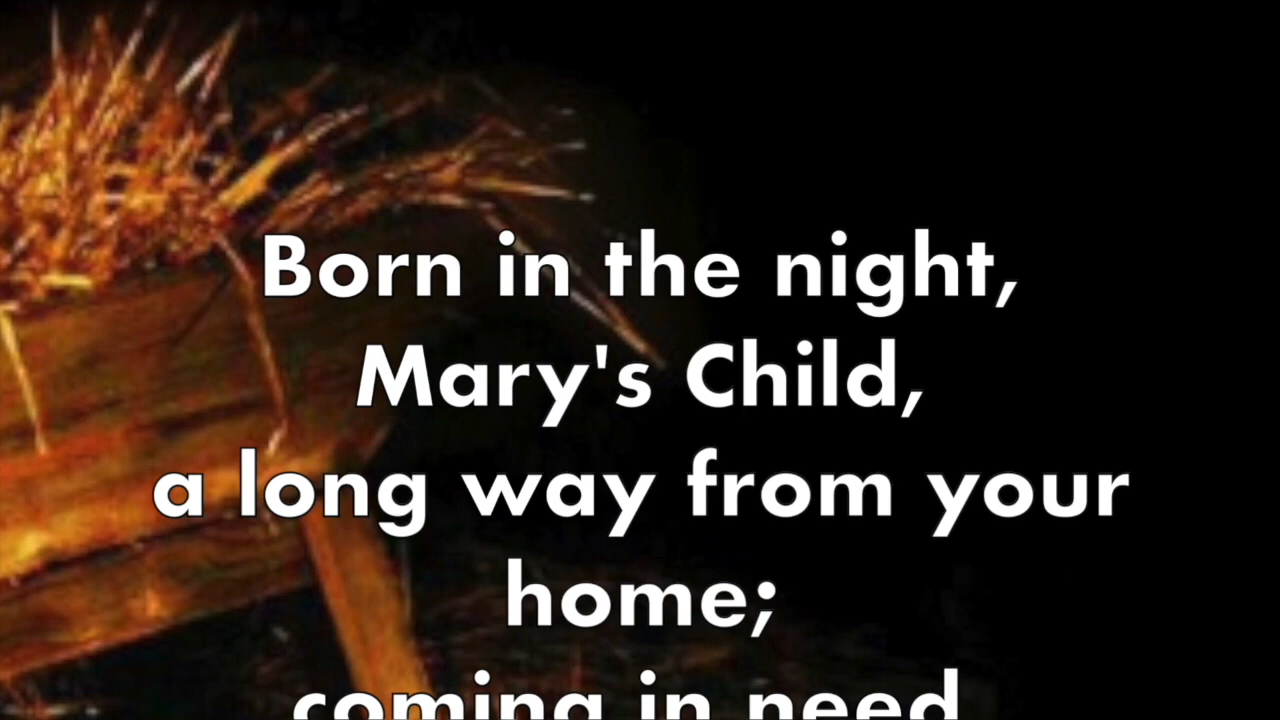 Born in the night,
Mary's Child,
a long way from your
home;
coming in need